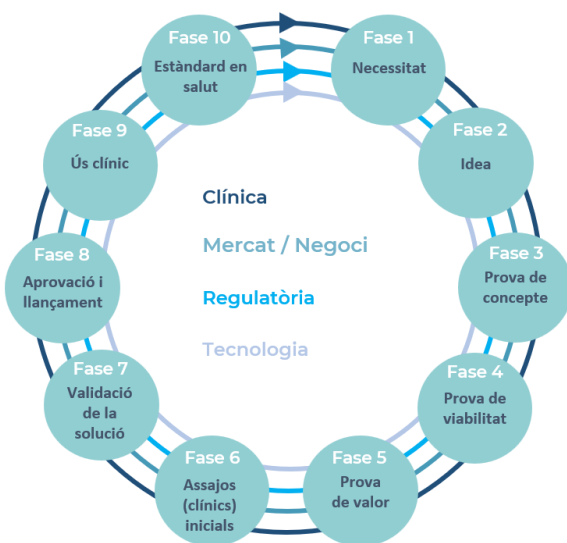 Fase 1
Necessitat
Fase 2
Idea
Fase 3
Prova de
concepte
Fase 4
Prova de
viabilitat
Fase 5
Prova
de valor
Fase 6
Assajos
(clínics)
inicials
Fase 7
Validació
de la
solució
Fase 8
Aprovació i
llançament
Fase 9
Ús clínic
Fase 10
Estàndard en
salut
Clínica
Mercat / Negoci
Regulatòria
Tecnologia